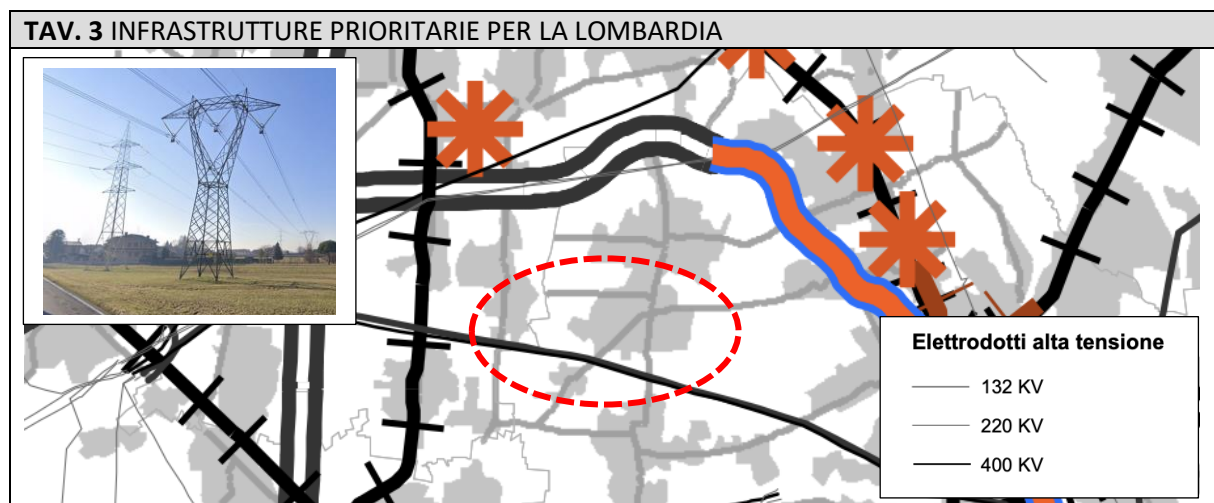 TAV. 3 INFRASTRUTTURE PRIORITARIE PER LA LOMBARDIA
Elettrodotti alta tensione
132 KV
220 KV
400 KV